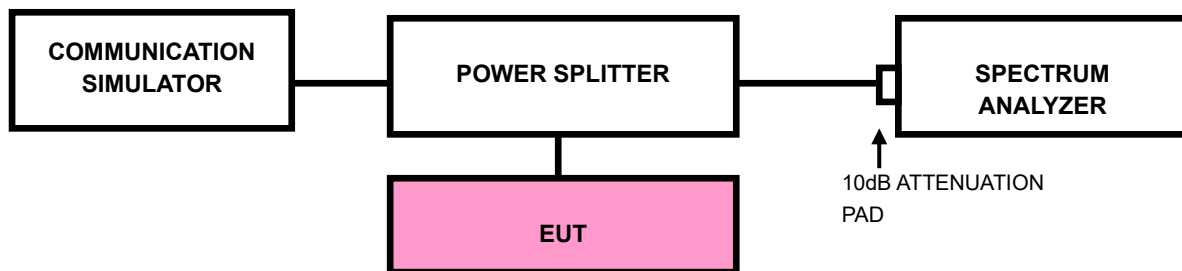 COMMUNICATION
SIMULATOR
POWER SPLITTER
SPECTRUM
ANALYZER
10dB ATTENUATION
PAD
EUT